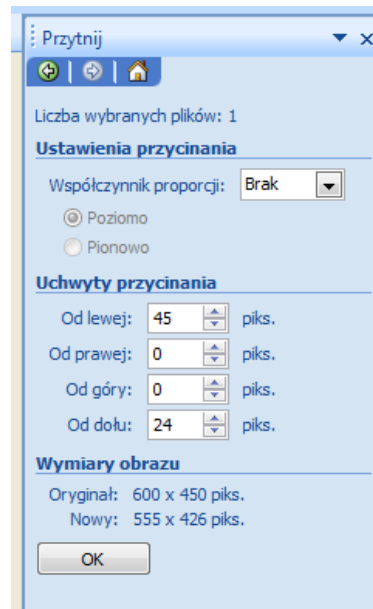 Przytnij
Liczba wybranych plików: 1
Ustawienia przycinania
Współczynnik proporcji: Brak
Poziomo
Pionowo
Uchwyty przycinania
Od lewej: 45 piks.
Od prawej: 0 piks.
Od góry: 0 piks.
Od dołu: 24 piks.
Wymiary obrazu
Oryginał: 600 x 450 piks.
Nowy: 555 x 426 piks.
OK